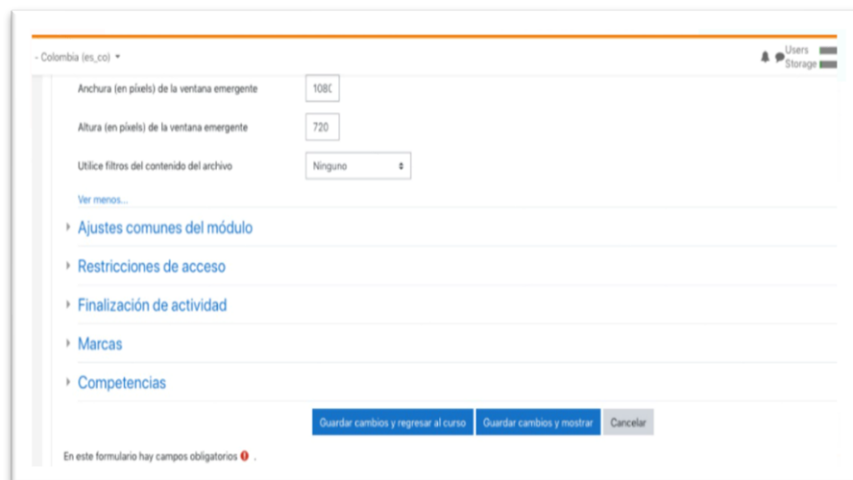 - Colombia (es_co)
Users
Storage
Anchura (en píxels) de la ventana emergente 1080
Altura (en píxels) de la ventana emergente 720
Utilice filtros del contenido del archivo Ninguno
Ver menos...
Ajustes comunes del módulo
Restricciones de acceso
Finalización de actividad
Marcas
Competencias
Guardar cambios y regresar al curso Guardar cambios y mostrar Cancelar
En este formulario hay campos obligatorios .